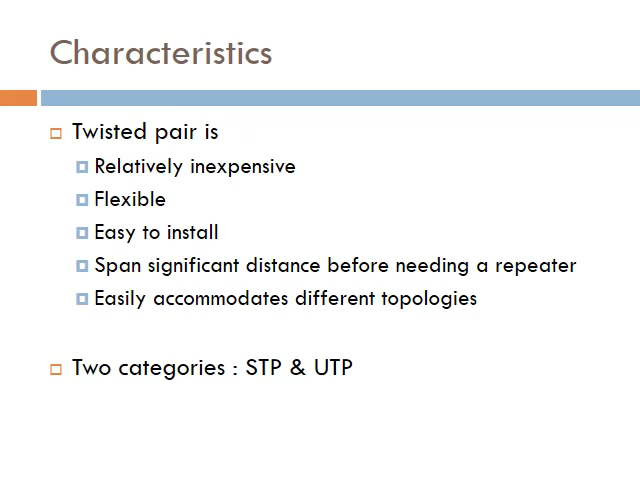 Characteristics
Twisted pair is
Relatively inexpensive
Flexible
Easy to install
Span significant distance before needing a repeater
Easily accommodates different topologies
Two categories : STP & UTP